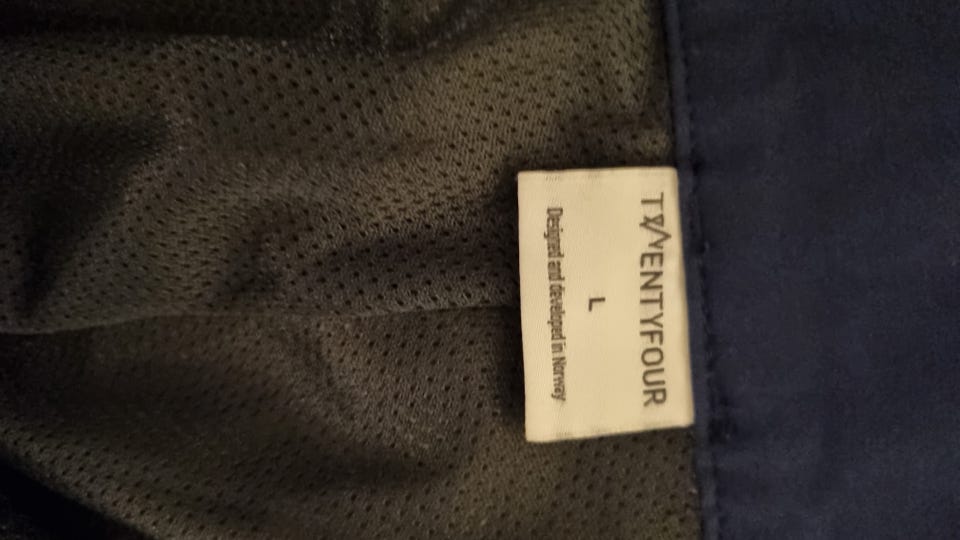 TWENTYFOUR
L
Designed and developed in Norway